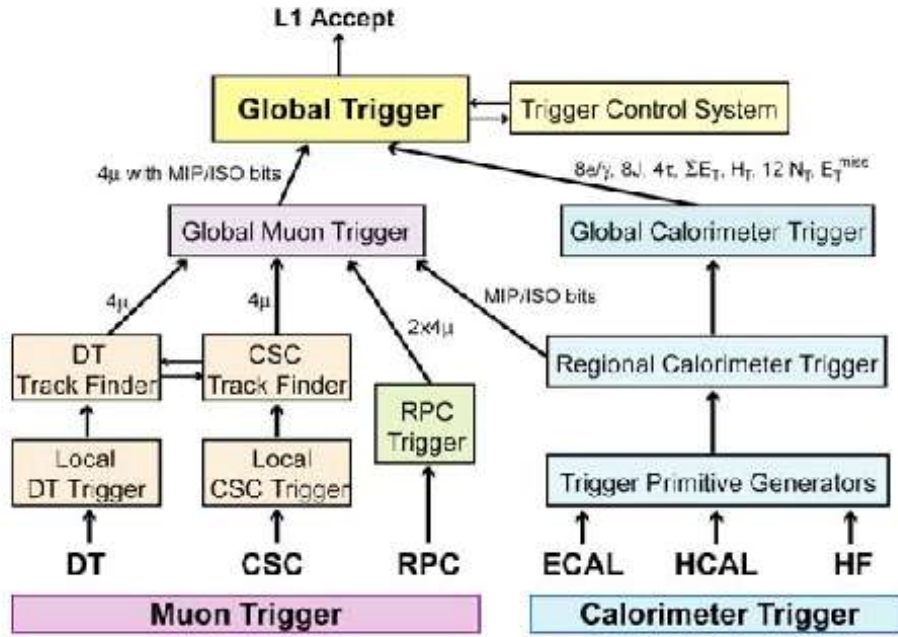 L1 Accept
Global Trigger
Trigger Control System
4μ with MIP/ISO bits
8e/γ, 8J, 4τ, ΣE_T, H_T, 12 N_T, E_T^miss
Global Muon Trigger
Global Calorimeter Trigger
4μ
4μ
2x4μ
MIP/ISO bits
DT
Track Finder
CSC
Track Finder
RPC
Trigger
Regional Calorimeter Trigger
Local
DT Trigger
Local
CSC Trigger
Trigger Primitive Generators
DT
CSC
RPC
ECAL
HCAL
HF
Muon Trigger
Calorimeter Trigger